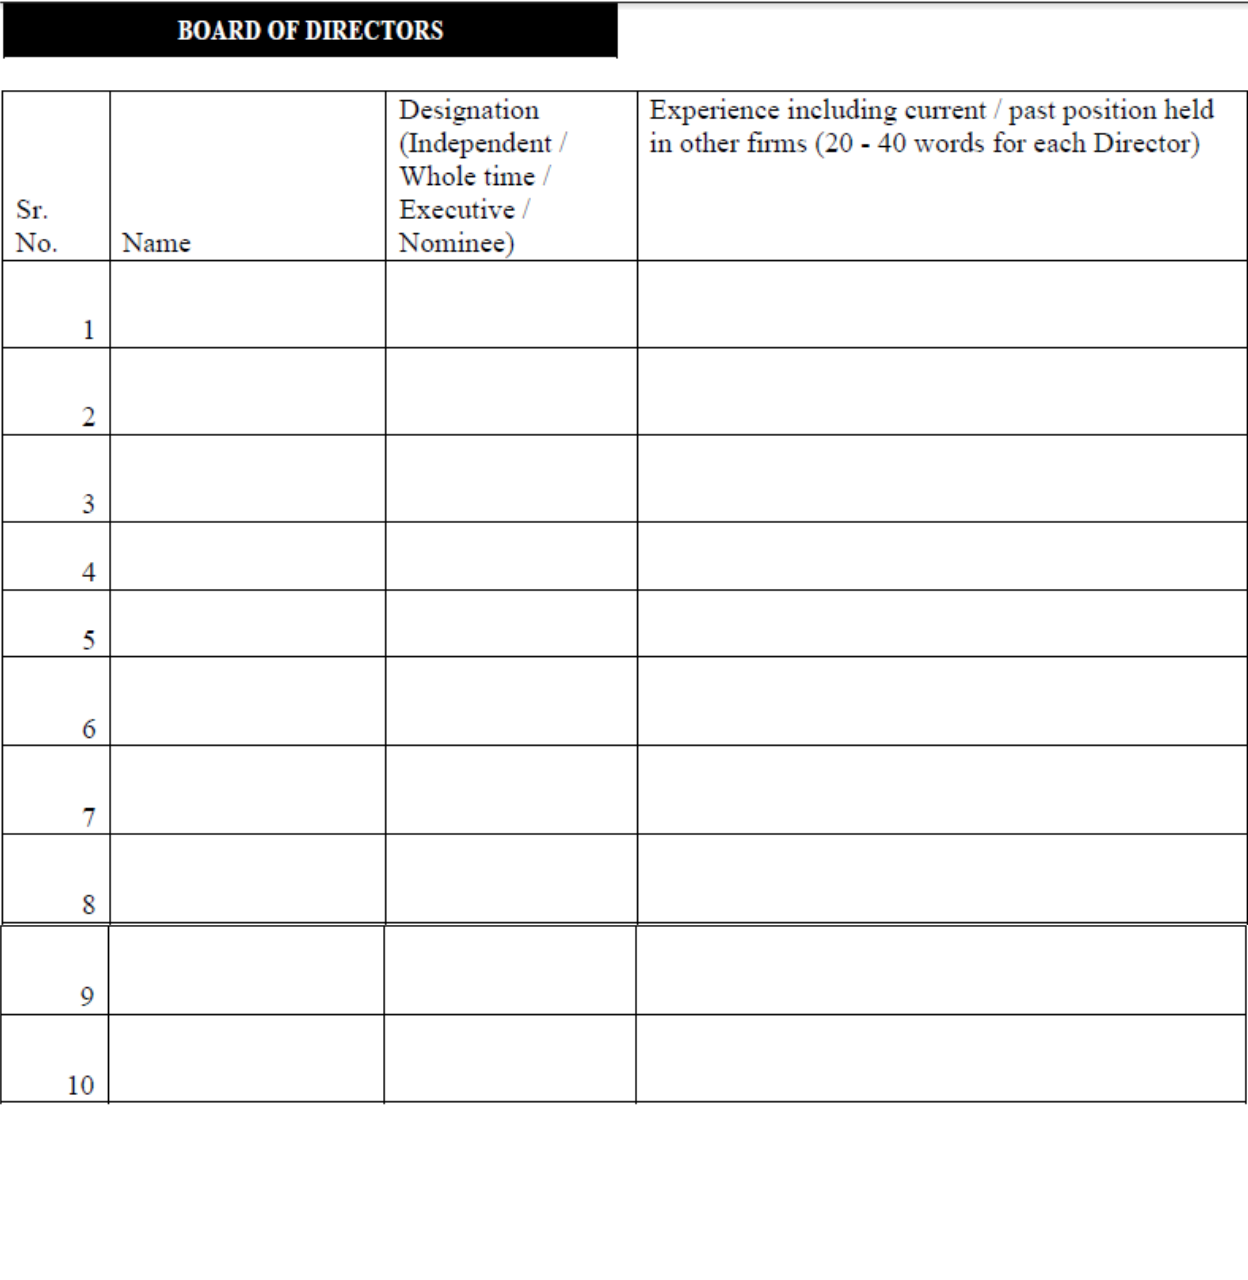 BOARD OF DIRECTORS
Sr.
No.
Name
Designation
(Independent /
Whole time /
Executive /
Nominee)
Experience including current / past position held
in other firms (20 - 40 words for each Director)
1
2
3
4
5
6
7
8
9
10